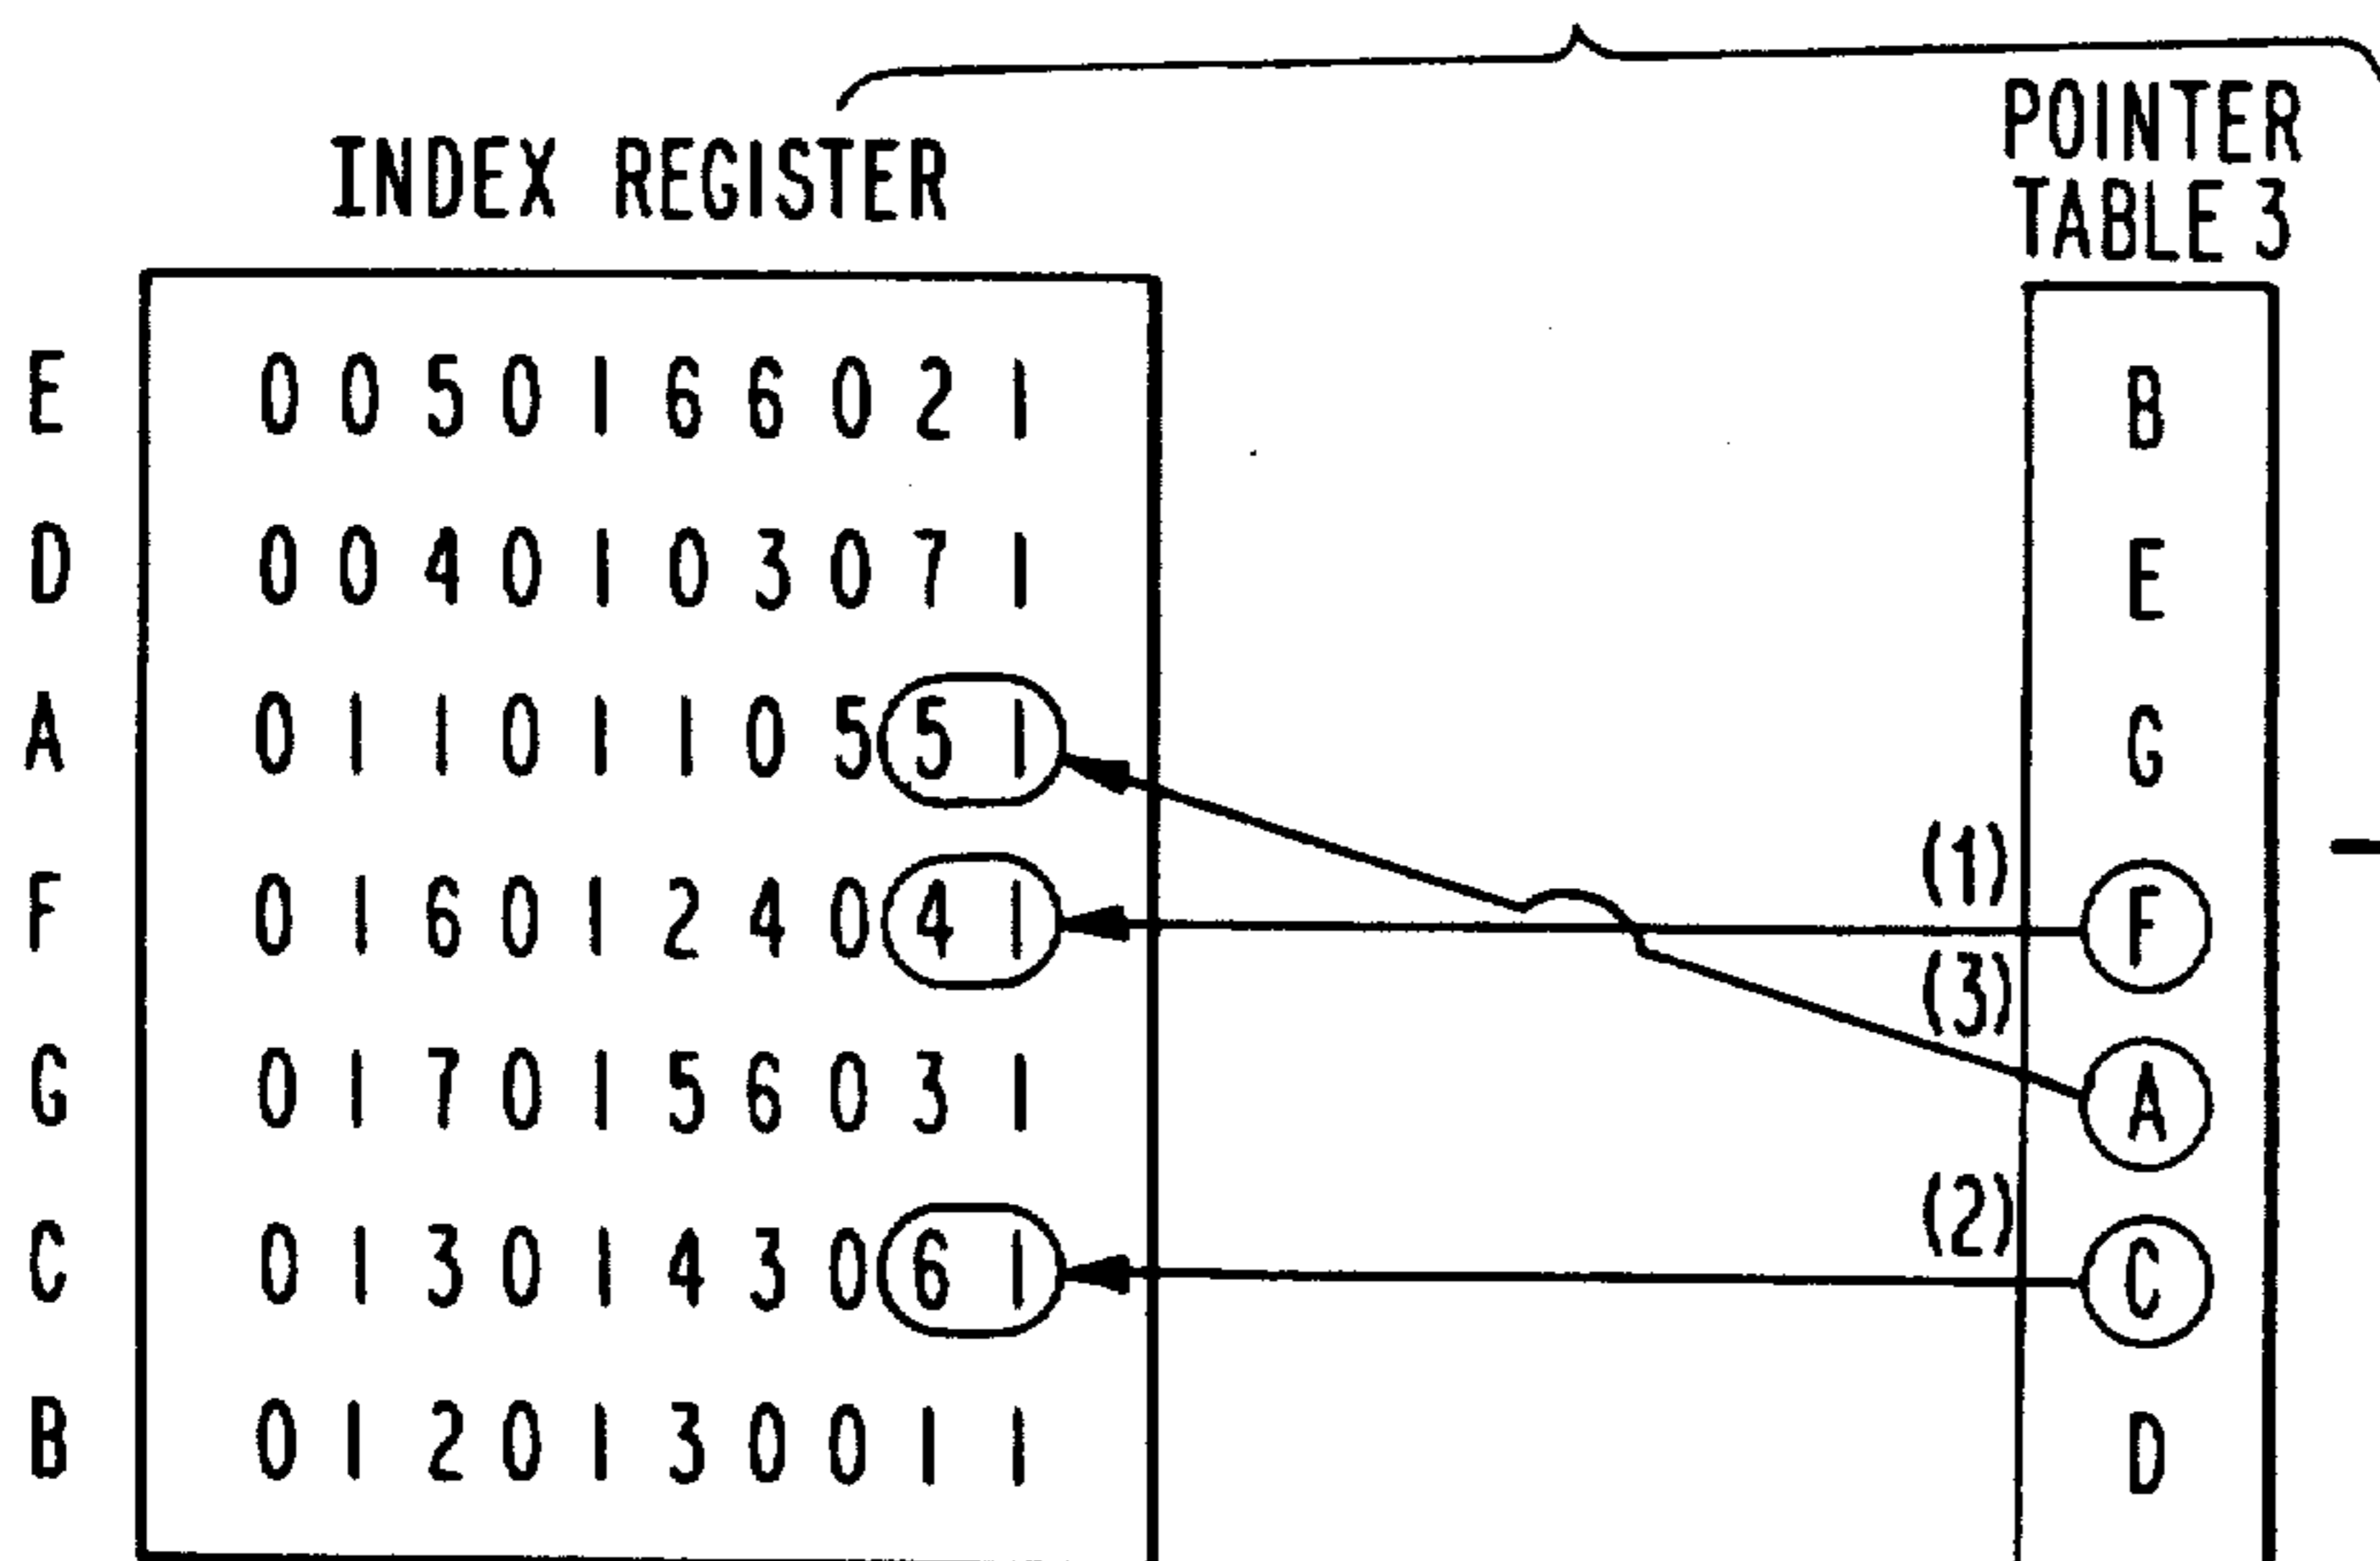 POINTER
INDEX REGISTER TABLE 3
E 0 0 5 0 1 6 6 0 2 1 B
D 0 0 4 0 1 0 3 0 7 1 E
A 0 1 1 0 1 1 0 5 5 1 G
(1)
F 0 1 6 0 1 2 4 0 4 1 F
(3)
G 0 1 7 0 1 5 6 0 3 1 A
(2)
C 0 1 3 0 1 4 3 0 6 1 C
B 0 1 2 0 1 3 0 0 1 1 D